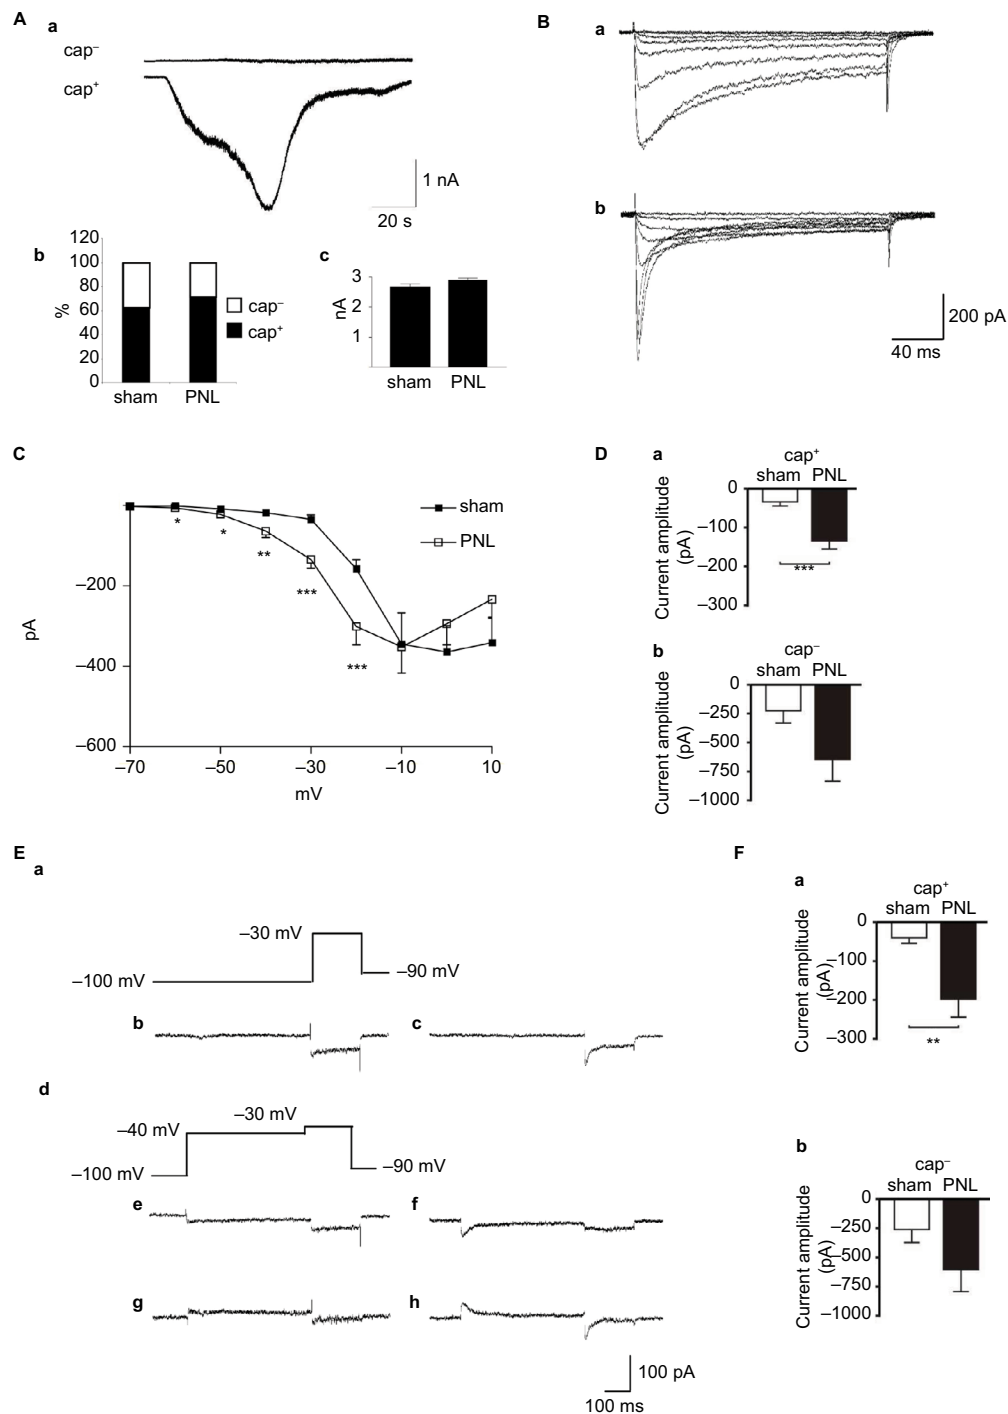 A
a
cap–
cap+
1 nA
20 s
b
120
100
80
60
40
20
0
%
sham
PNL
cap–
cap+
c
3
2
1
nA
sham
PNL
B
a
b
200 pA
40 ms
C
sham
PNL
*
*
**
***
***
–200
–400
–600
pA
–70
–50
–30
–10
10
mV
D
a
cap+
sham PNL
0
–100
–200
–300
Current amplitude
(pA)
***
b
cap–
sham PNL
0
–250
–500
–750
–1000
Current amplitude
(pA)
E
a
–30 mV
–100 mV
–90 mV
b
c
d
–30 mV
–40 mV
–100 mV
–90 mV
e
f
g
h
100 pA
100 ms
F
a
cap+
sham PNL
0
–100
–200
–300
Current amplitude
(pA)
**
b
cap–
sham PNL
0
–250
–500
–750
–1000
Current amplitude
(pA)